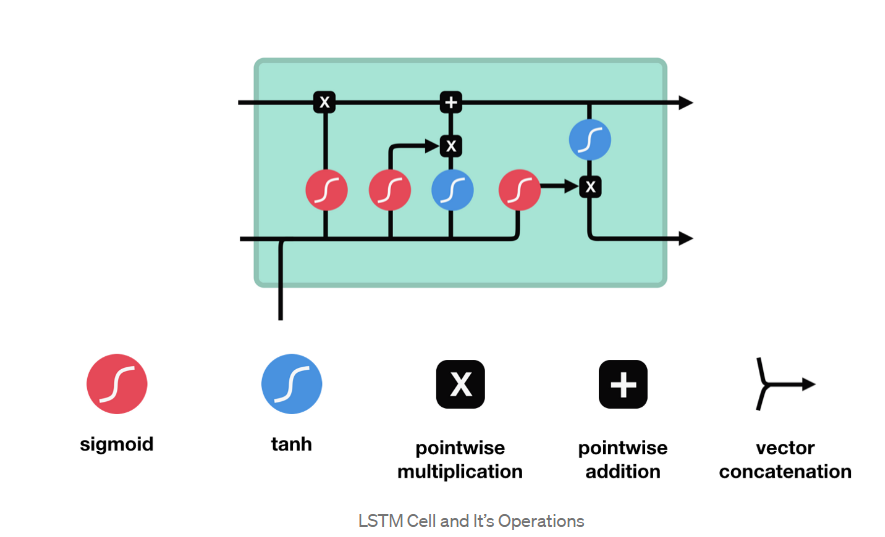 X
+
X
X
X
+
sigmoid
tanh
pointwise
multiplication
pointwise
addition
vector
concatenation
LSTM Cell and It's Operations